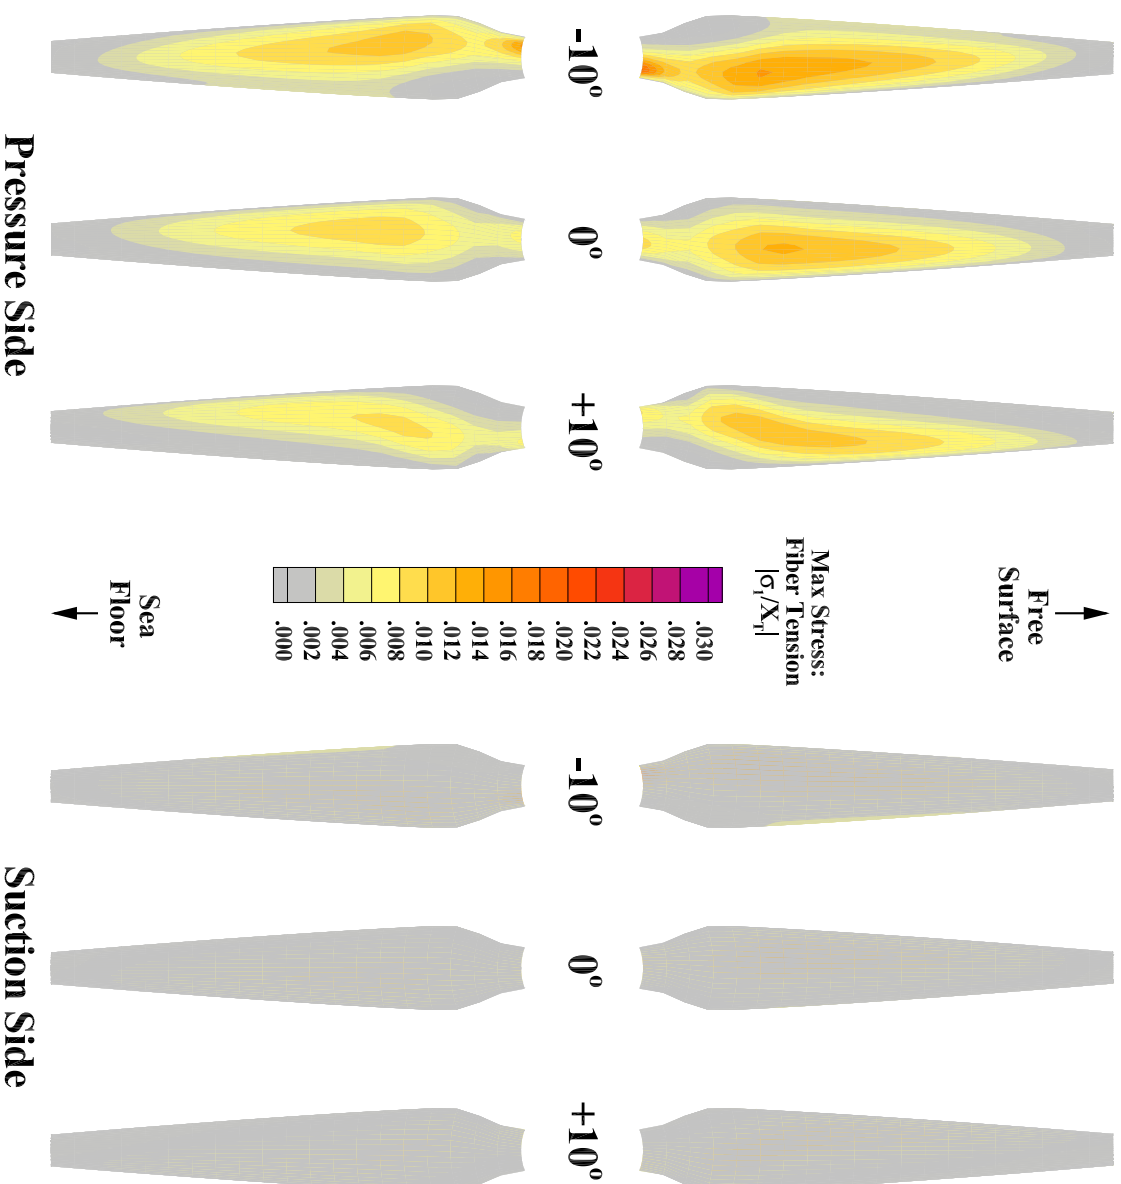 -10°
0°
+10°
Pressure Side
Max Stress:
Fiber Tension
|σ₁/X_T|
.000
.002
.004
.006
.008
.010
.012
.014
.016
.018
.020
.022
.024
.026
.028
.030
Free
Surface
Sea
Floor
-10°
0°
+10°
Suction Side